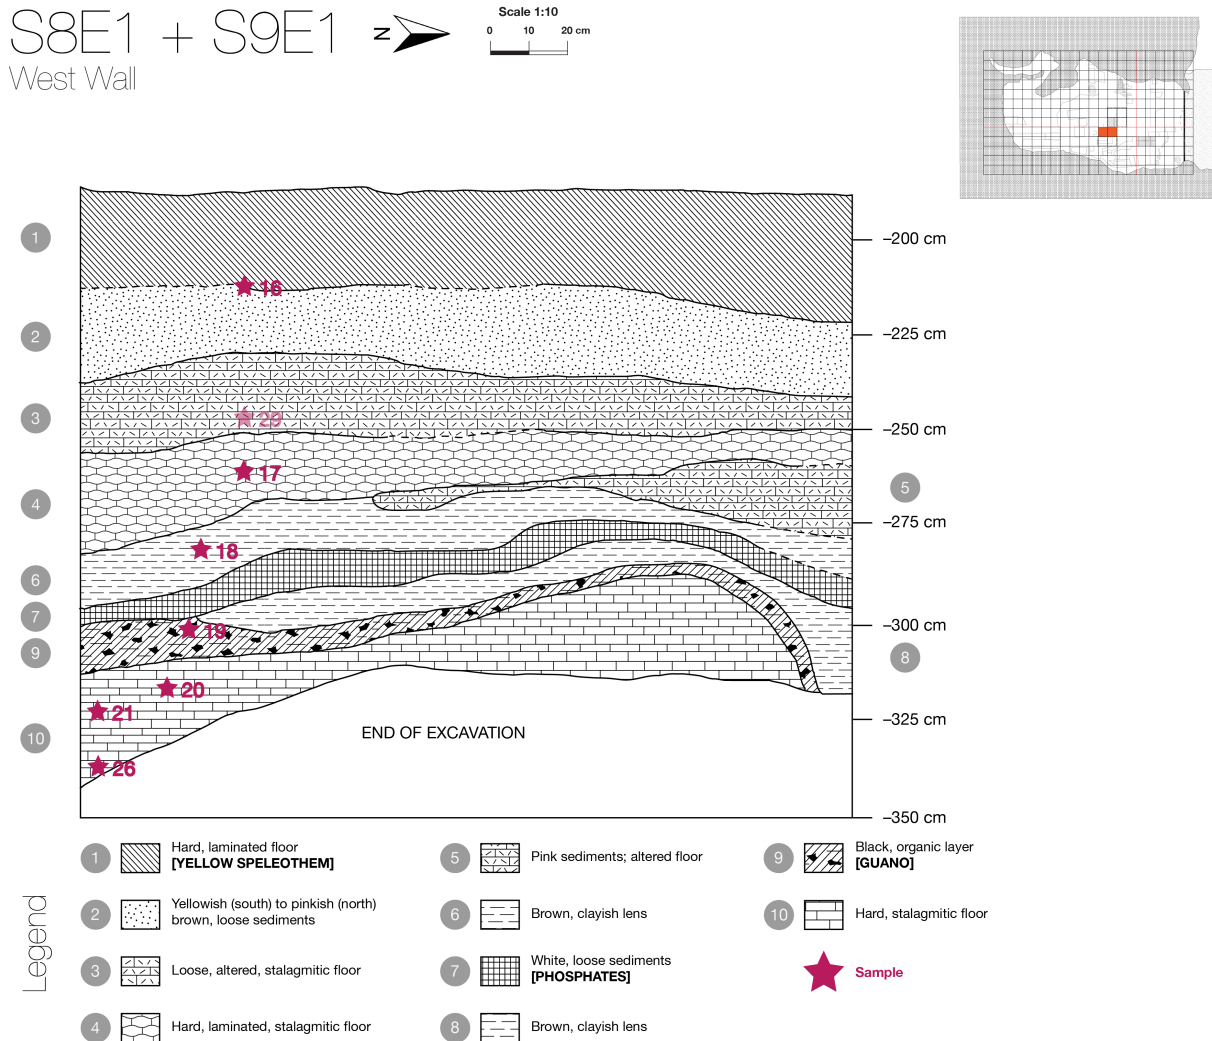 S8E1 + S9E1
West Wall
N
Scale 1:10
0 10 20 cm
1
2
3
4
6
7
9
10
16
29
17
18
19
20
21
26
END OF EXCAVATION
–200 cm
–225 cm
–250 cm
5
–275 cm
–300 cm
8
–325 cm
–350 cm
Legend
1 Hard, laminated floor
[YELLOW SPELEOTHEM]
2 Yellowish (south) to pinkish (north)
brown, loose sediments
3 Loose, altered, stalagmitic floor
4 Hard, laminated, stalagmitic floor
5 Pink sediments; altered floor
6 Brown, clayish lens
7 White, loose sediments
[PHOSPHATES]
8 Brown, clayish lens
9 Black, organic layer
[GUANO]
10 Hard, stalagmitic floor
Sample